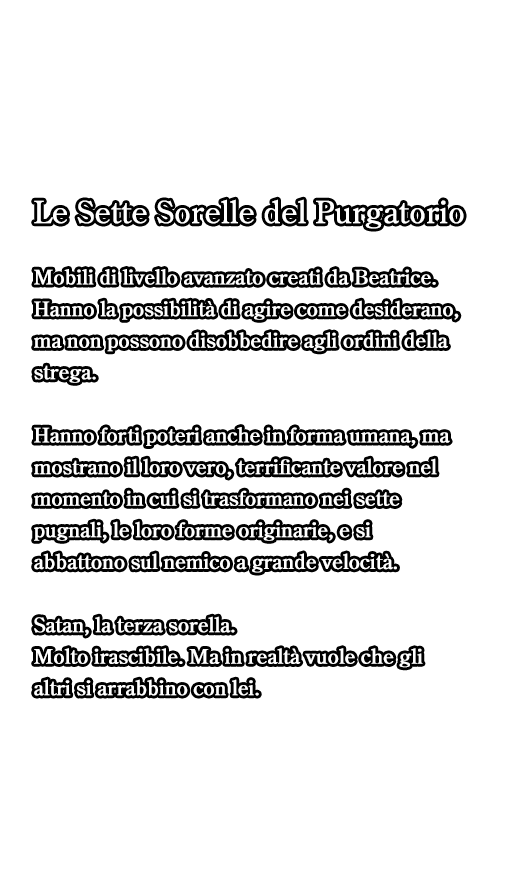 Le Sette Sorelle del Purgatorio
Mobili di livello avanzato creati da Beatrice.
Hanno la possibilità di agire come desiderano,
ma non possono disobbedire agli ordini della
strega.
Hanno forti poteri anche in forma umana, ma
mostrano il loro vero, terrificante valore nel
momento in cui si trasformano nei sette
pugnali, le loro forme originarie, e si
abbattono sul nemico a grande velocità.
Satan, la terza sorella.
Molto irascibile. Ma in realtà vuole che gli
altri si arrabbino con lei.